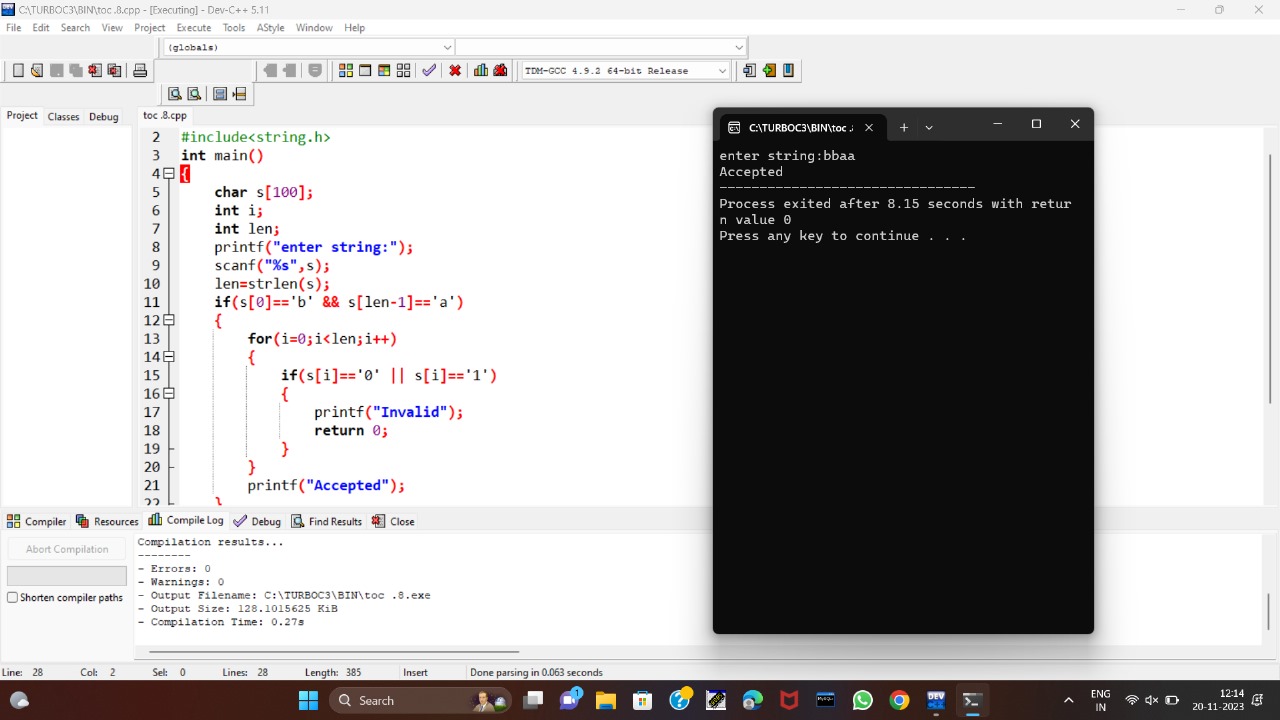 C:\TURBOC3\BIN\toc .8.cpp - [Executing] - Dev-C++ 5.11
File Edit Search View Project Execute Tools AStyle Window Help
(globals)
TDM-GCC 4.9.2 64-bit Release
Project Classes Debug
toc .8.cpp
2 #include<string.h>
3 int main()
4 {
5 char s[100];
6 int i;
7 int len;
8 printf("enter string:");
9 scanf("%s",s);
10 len=strlen(s);
11 if(s[0]=='b' && s[len-1]=='a')
12 {
13 for(i=0;i<len;i++)
14 {
15 if(s[i]=='0' || s[i]=='1')
16 {
17 printf("Invalid");
18 return 0;
19 }
20 }
21 printf("Accepted");
22 }
C:\TURBOC3\BIN\toc .
enter string:bbaa
Accepted
--------------------------------
Process exited after 8.15 seconds with retur
n value 0
Press any key to continue . . .
Compiler Resources Compile Log Debug Find Results Close
Abort Compilation
Shorten compiler paths
Compilation results...
--------
- Errors: 0
- Warnings: 0
- Output Filename: C:\TURBOC3\BIN\toc .8.exe
- Output Size: 128.1015625 KiB
- Compilation Time: 0.27s
Line: 28 Col: 2 Sel: 0 Lines: 28 Length: 385 Insert Done parsing in 0.063 seconds
Search
1
DEV
ENG
IN
12:14
20-11-2023